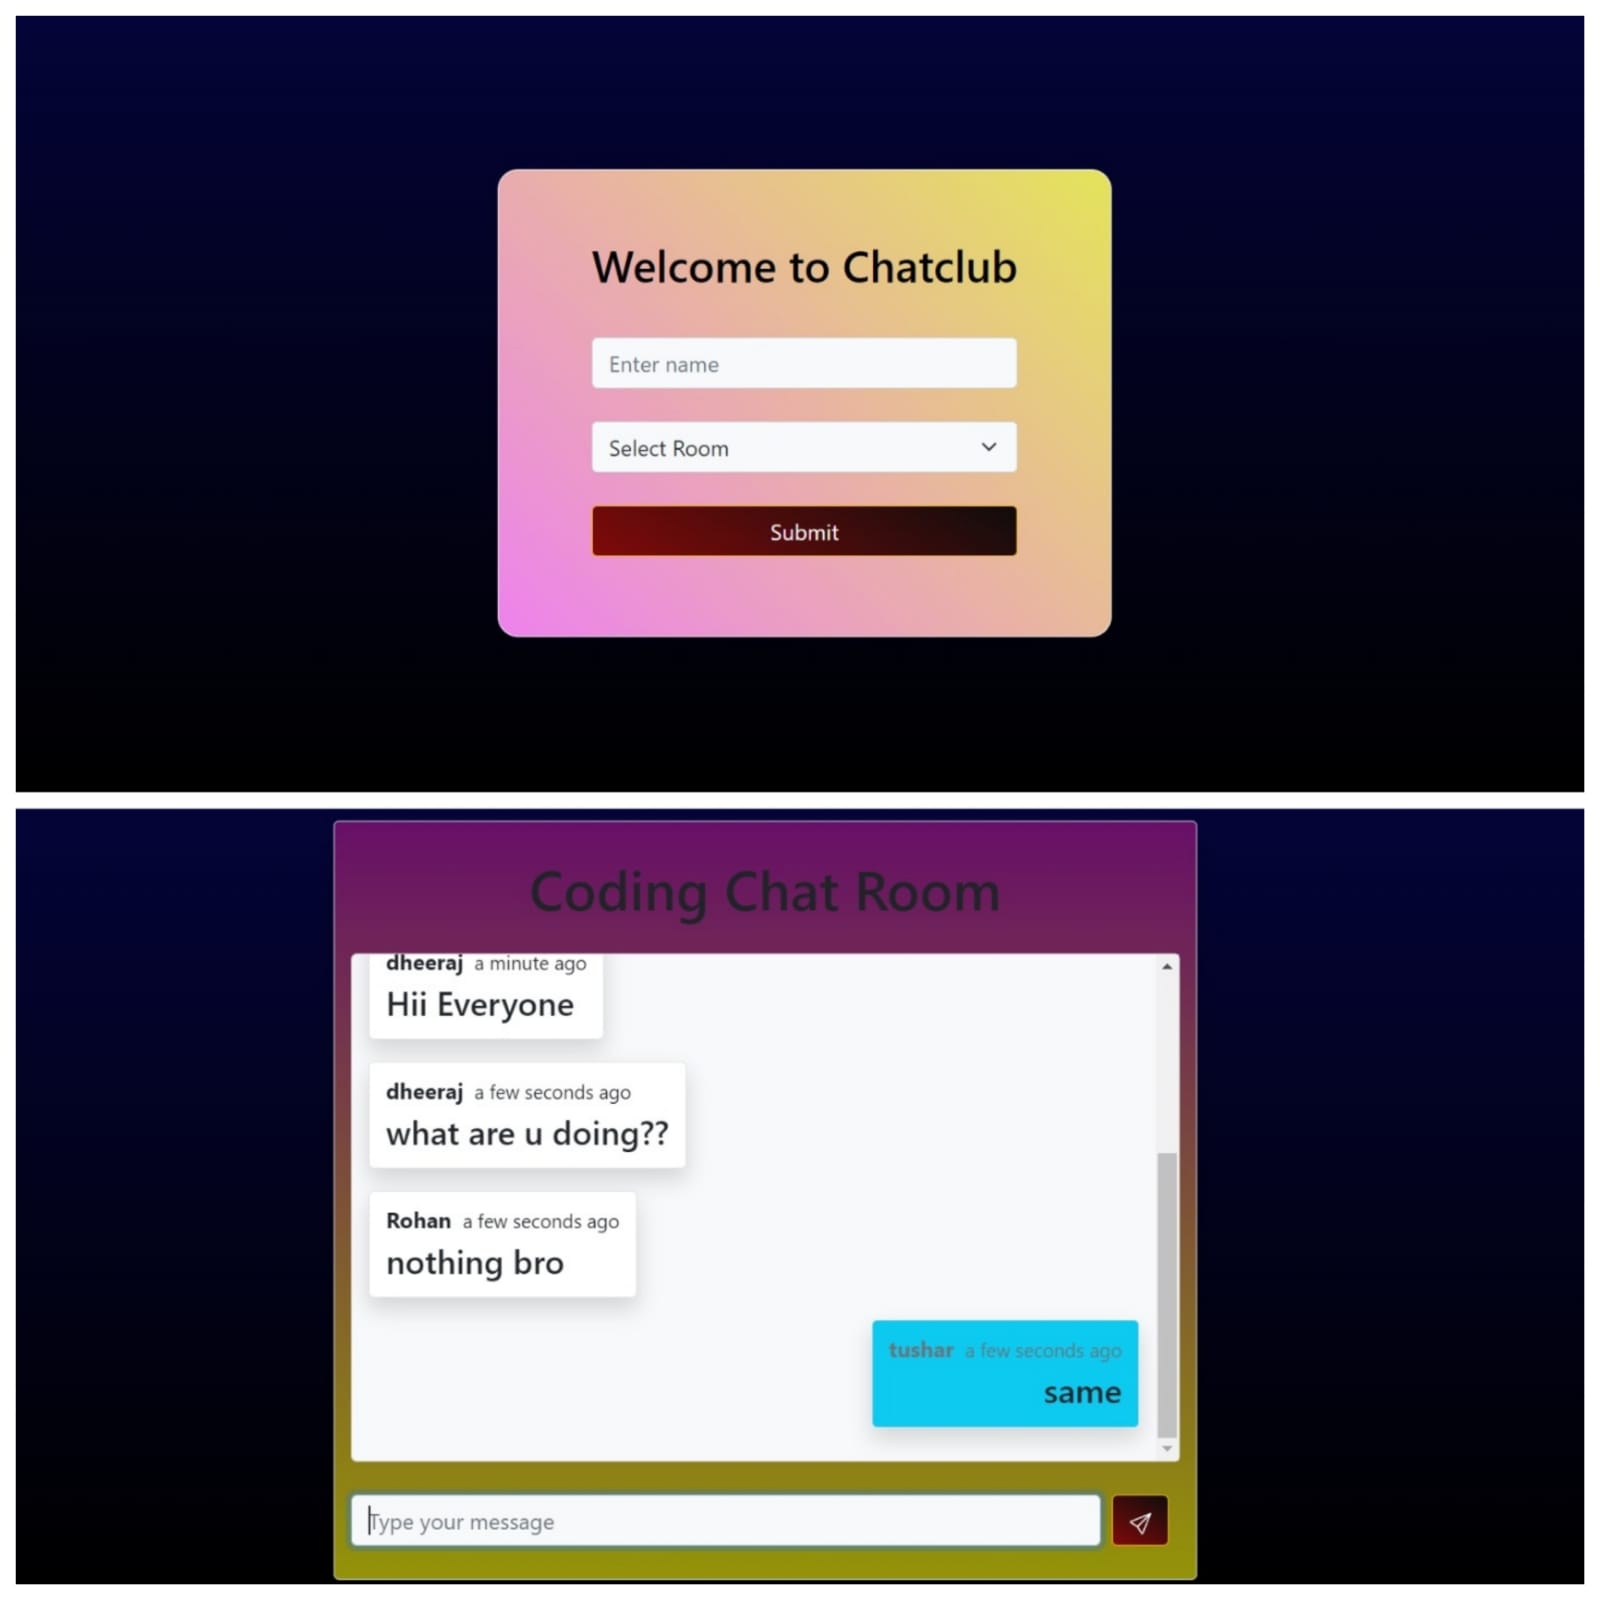 Welcome to Chatclub
Enter name
Select Room
Submit
Coding Chat Room
dheeraj a minute ago
Hii Everyone
dheeraj a few seconds ago
what are u doing??
Rohan a few seconds ago
nothing bro
tushar a few seconds ago
same
Type your message